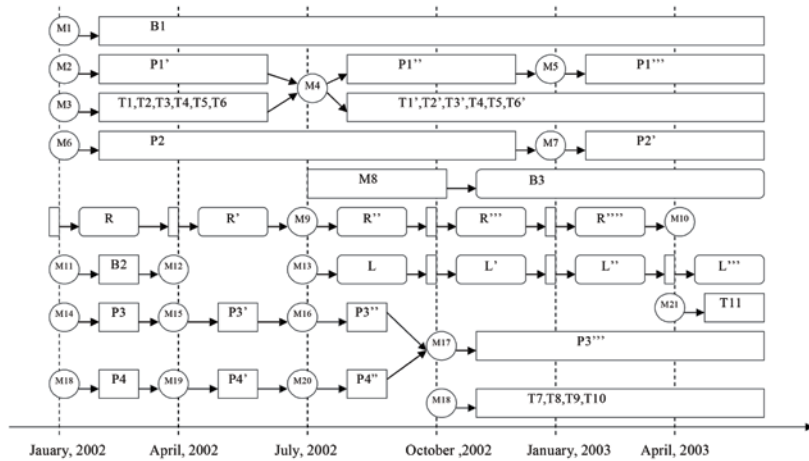 M1 B1
M2 P1' M4 P1'' M5 P1'''
M3 T1,T2,T3,T4,T5,T6 T1',T2',T3',T4,T5,T6'
M6 P2 M7 P2'
M8 B3
R R' M9 R'' R''' R'''' M10
M11 B2 M12 M13 L L' L'' L'''
M21 T11
M14 P3 M15 P3' M16 P3''
M17 P3'''
M18 P4 M19 P4' M20 P4''
M18 T7,T8,T9,T10
Jauary, 2002 April, 2002 July, 2002 October ,2002 January, 2003 April, 2003